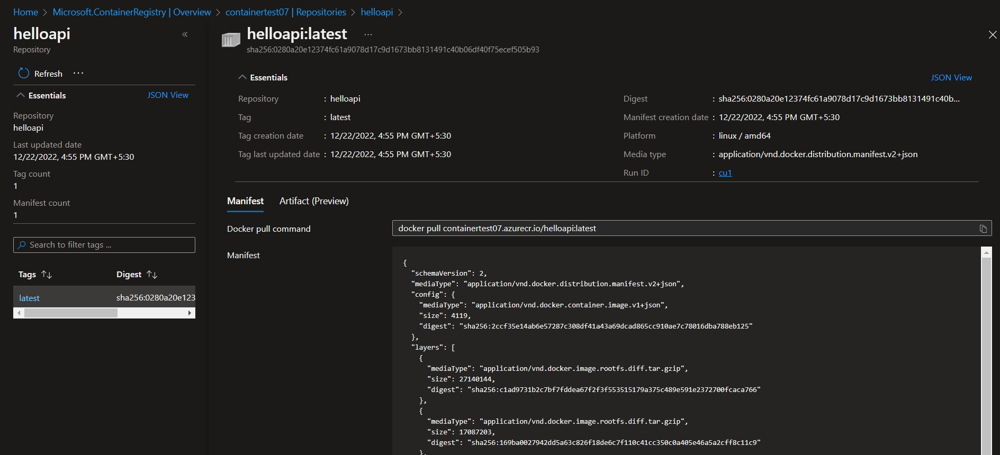 Home > Microsoft.ContainerRegistry | Overview > containertest07 | Repositories > helloapi >
helloapi «
Repository
Refresh ...
Essentials JSON View
Repository
helloapi
Last updated date
12/22/2022, 4:55 PM GMT+5:30
Tag count
1
Manifest count
1
Search to filter tags ...
Tags ↑↓ Digest ↑↓
latest sha256:0280a20e123
helloapi:latest ...
sha256:0280a20e12374fc61a9078d17c9d1673bb8131491c40b06df40f75ecef505b93
Essentials JSON View
Repository : helloapi
Tag : latest
Tag creation date : 12/22/2022, 4:55 PM GMT+5:30
Tag last updated date : 12/22/2022, 4:55 PM GMT+5:30
Digest : sha256:0280a20e12374fc61a9078d17c9d1673bb8131491c40b...
Manifest creation date : 12/22/2022, 4:55 PM GMT+5:30
Platform : linux / amd64
Media type : application/vnd.docker.distribution.manifest.v2+json
Run ID : cu1
Manifest Artifact (Preview)
Docker pull command docker pull containertest07.azurecr.io/helloapi:latest
Manifest
{
"schemaVersion": 2,
"mediaType": "application/vnd.docker.distribution.manifest.v2+json",
"config": {
"mediaType": "application/vnd.docker.container.image.v1+json",
"size": 4119,
"digest": "sha256:2ccf35e14ab6e57287c308df41a43a69dcad865cc910ae7c78016dba788eb125"
},
"layers": [
{
"mediaType": "application/vnd.docker.image.rootfs.diff.tar.gzip",
"size": 27140144,
"digest": "sha256:c1ad9731b2c7bf7fddea67f2f3f553515179a375c489e591e2372700fcaca766"
},
{
"mediaType": "application/vnd.docker.image.rootfs.diff.tar.gzip",
"size": 17087203,
"digest": "sha256:169ba0027942dd5a63c826f18de6c7f110c41cc350c0a405e46a5a2cff8c11c9"
},